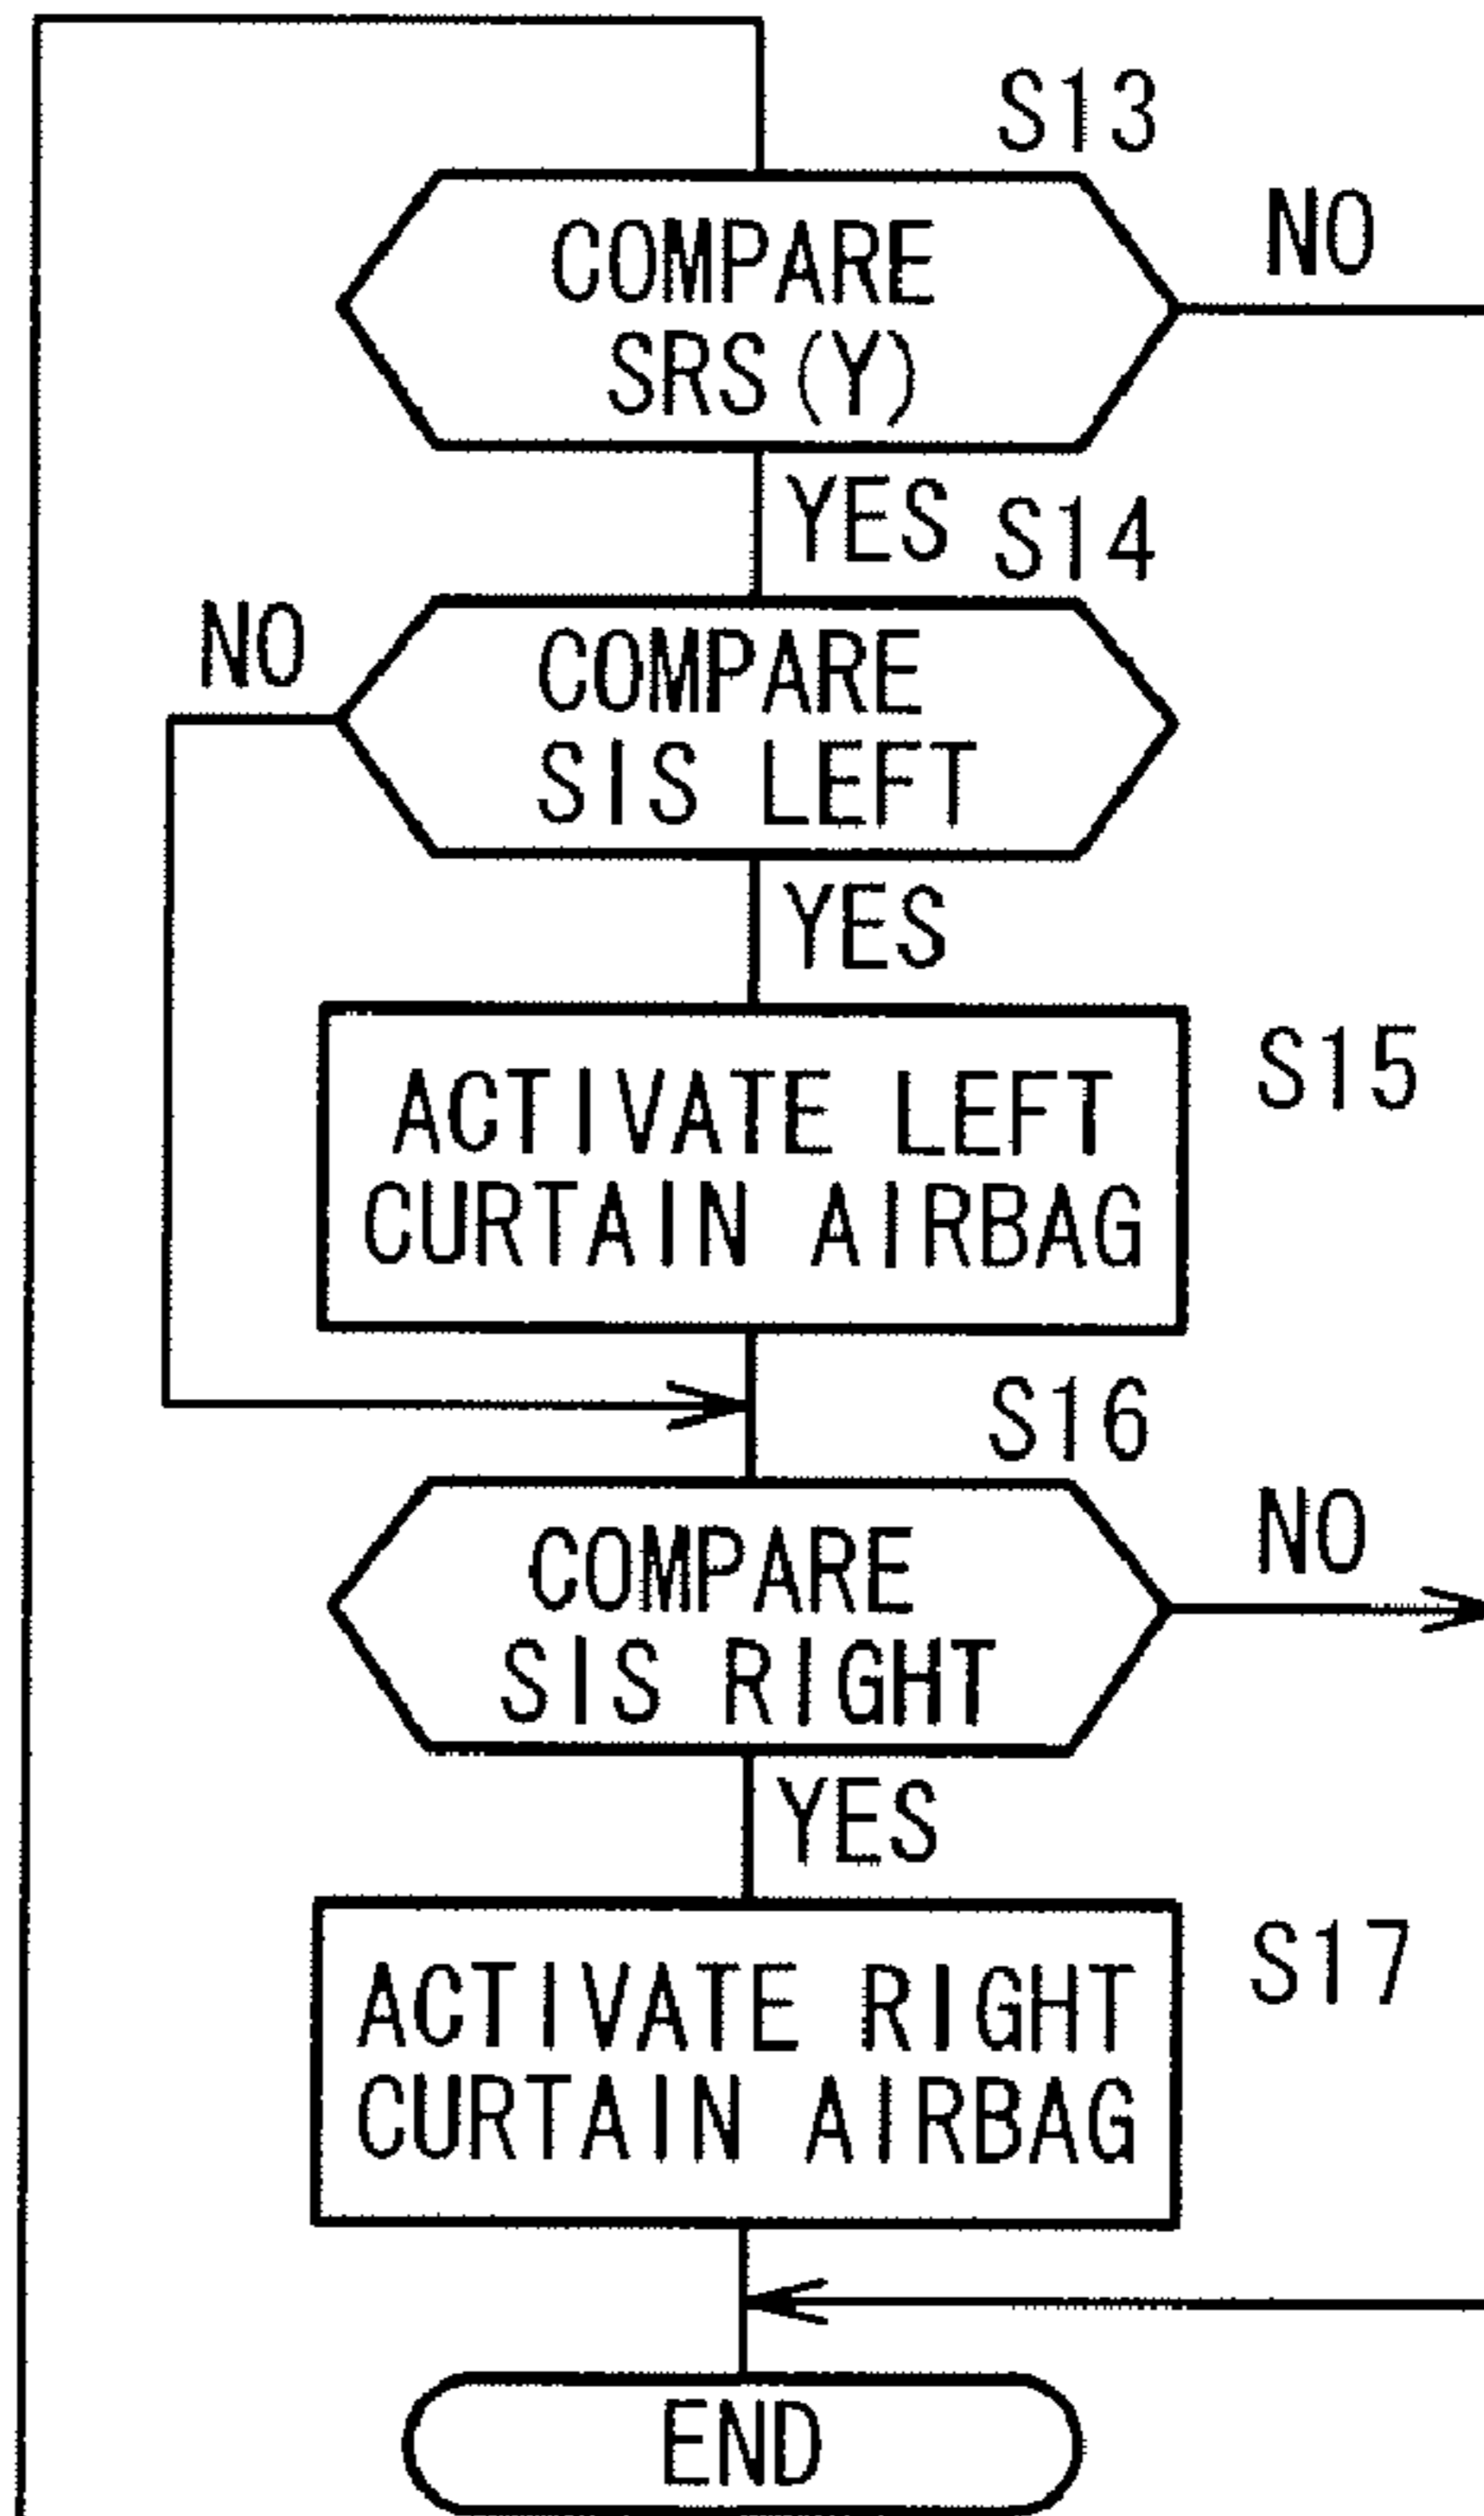 S13
COMPARE
SRS(Y)
NO
YES
S14
NO
COMPARE
SIS LEFT
YES
ACTIVATE LEFT
CURTAIN AIRBAG
S15
S16
COMPARE
SIS RIGHT
NO
YES
ACTIVATE RIGHT
CURTAIN AIRBAG
S17
END